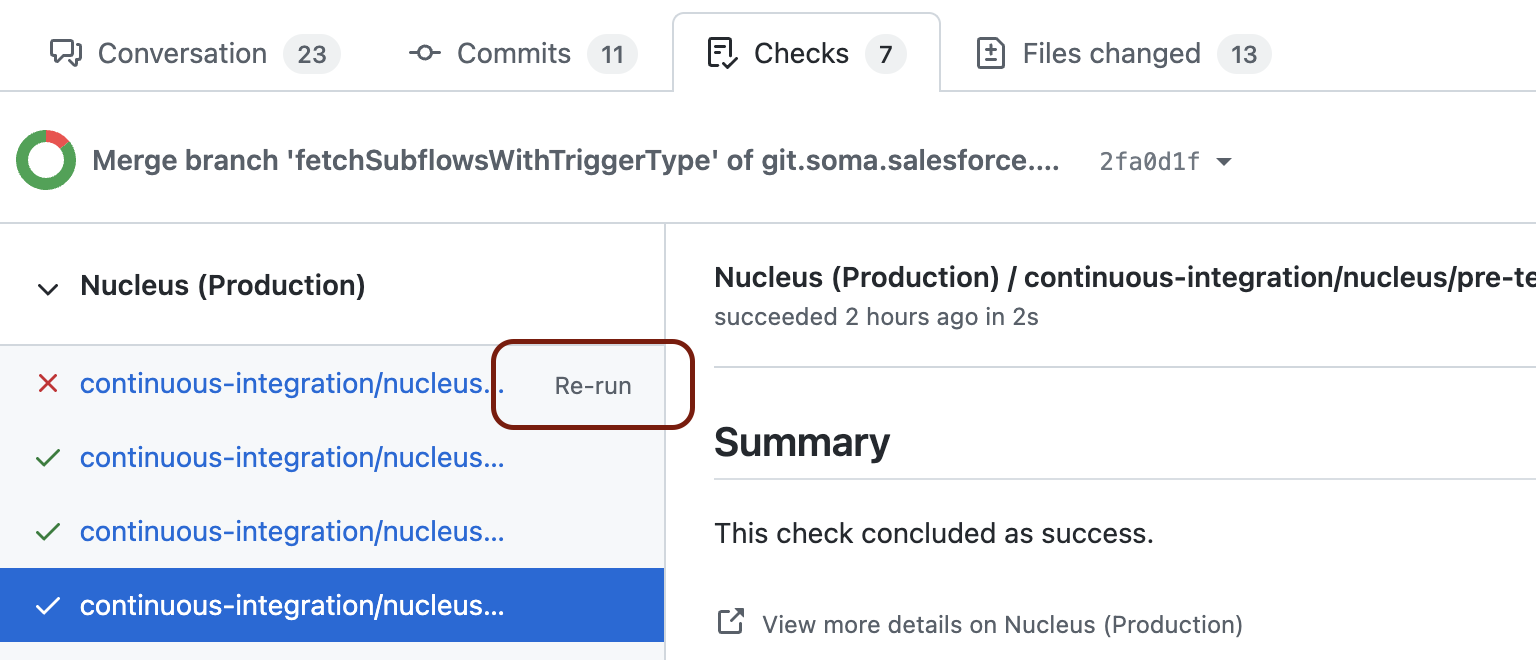 Conversation 23 Commits 11 Checks 7 Files changed 13
Merge branch 'fetchSubflowsWithTriggerType' of git.soma.salesforce.... 2fa0d1f
Nucleus (Production)
continuous-integration/nucleus... Re-run
continuous-integration/nucleus...
continuous-integration/nucleus...
continuous-integration/nucleus...
Nucleus (Production) / continuous-integration/nucleus/pre-te
succeeded 2 hours ago in 2s
Summary
This check concluded as success.
View more details on Nucleus (Production)